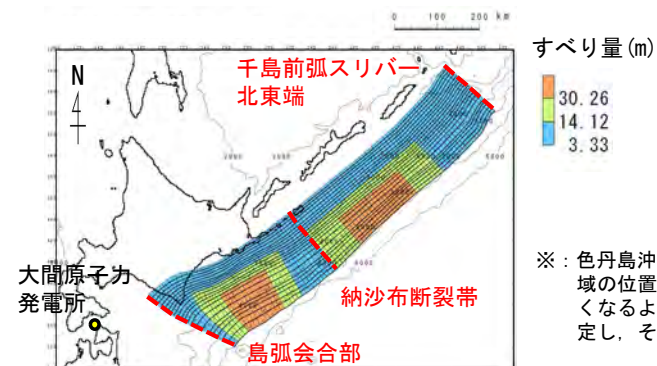 0 100 200 km
すべり量(m)
千島前弧スリバー
北東端
N
30.26
14.12
3.33
大間原子力
発電所
納沙布断裂帯
島弧会合部
※：色丹島沖
域の位置
くなるよ
定し，そ